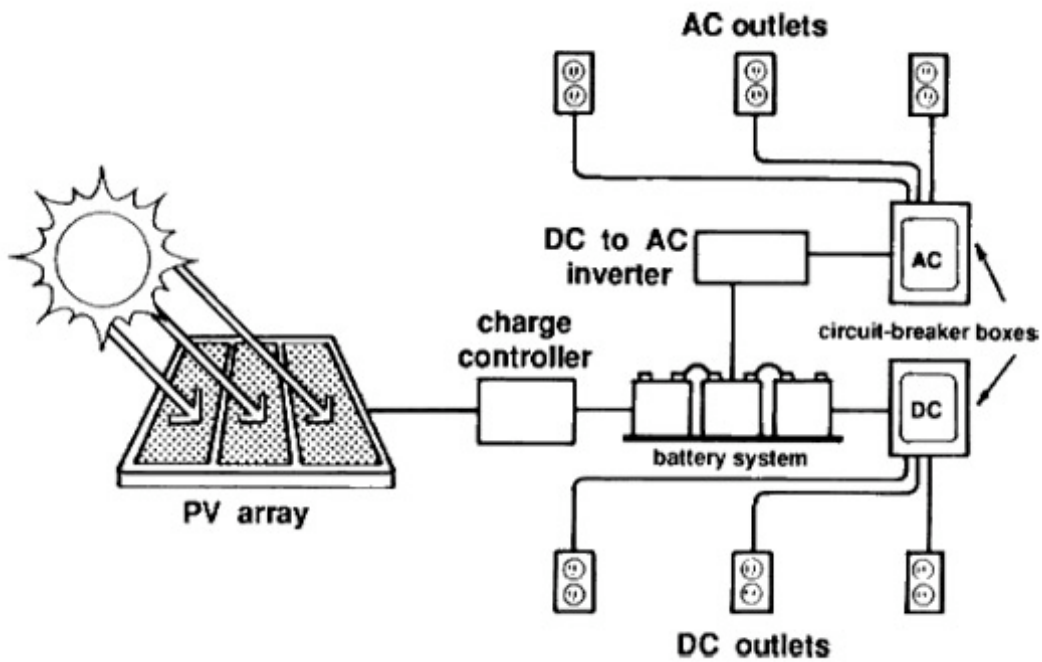 AC outlets
DC to AC
inverter
AC
charge
controller
circuit-breaker boxes
DC
battery system
PV array
DC outlets